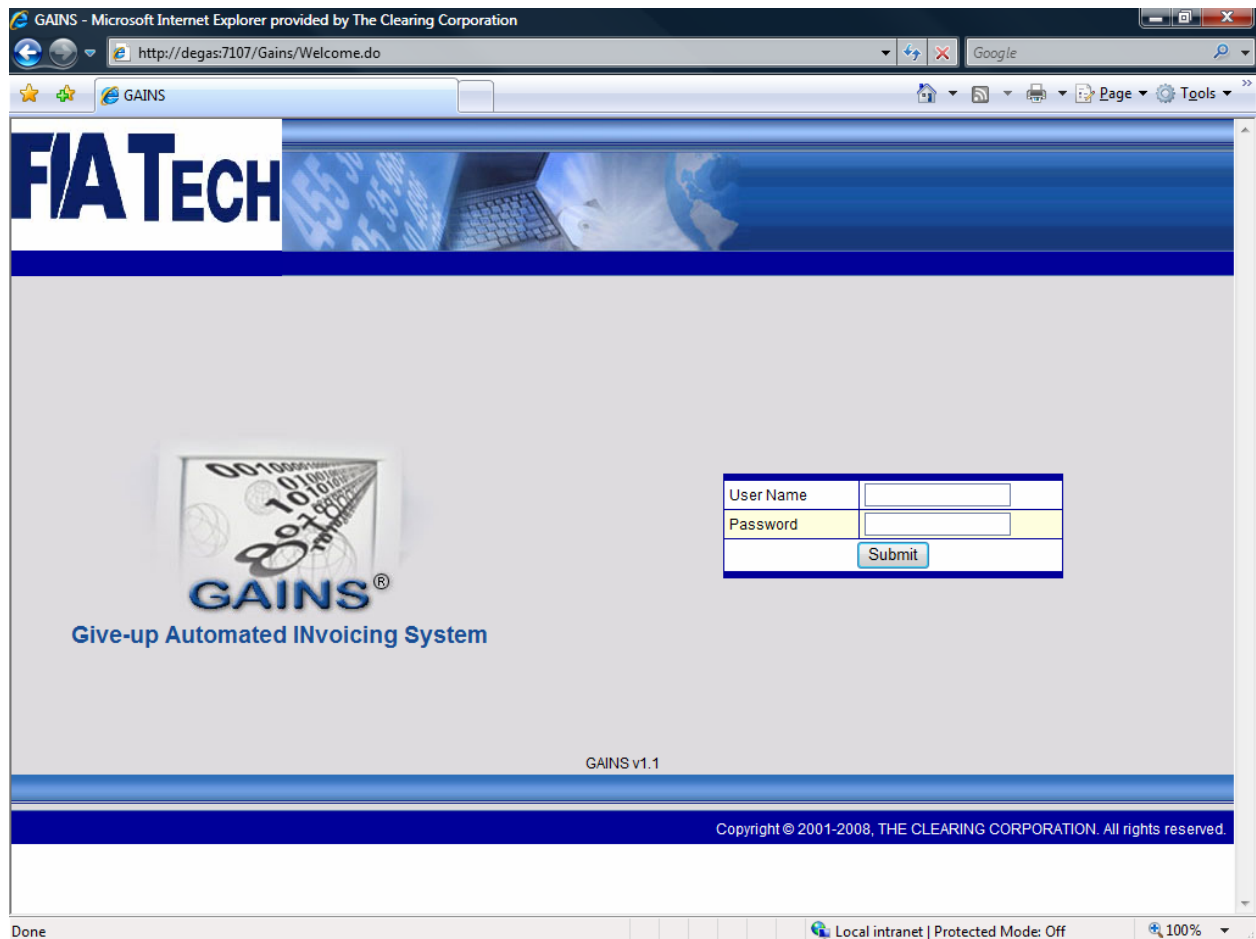 GAINS - Microsoft Internet Explorer provided by The Clearing Corporation
http://degas:7107/Gains/Welcome.do
Google
GAINS
Page
Tools
FIA TECH
User Name
Password
Submit
GAINS®
Give-up Automated INvoicing System
GAINS v1.1
Copyright © 2001-2008, THE CLEARING CORPORATION. All rights reserved.
Done
Local intranet | Protected Mode: Off
100%